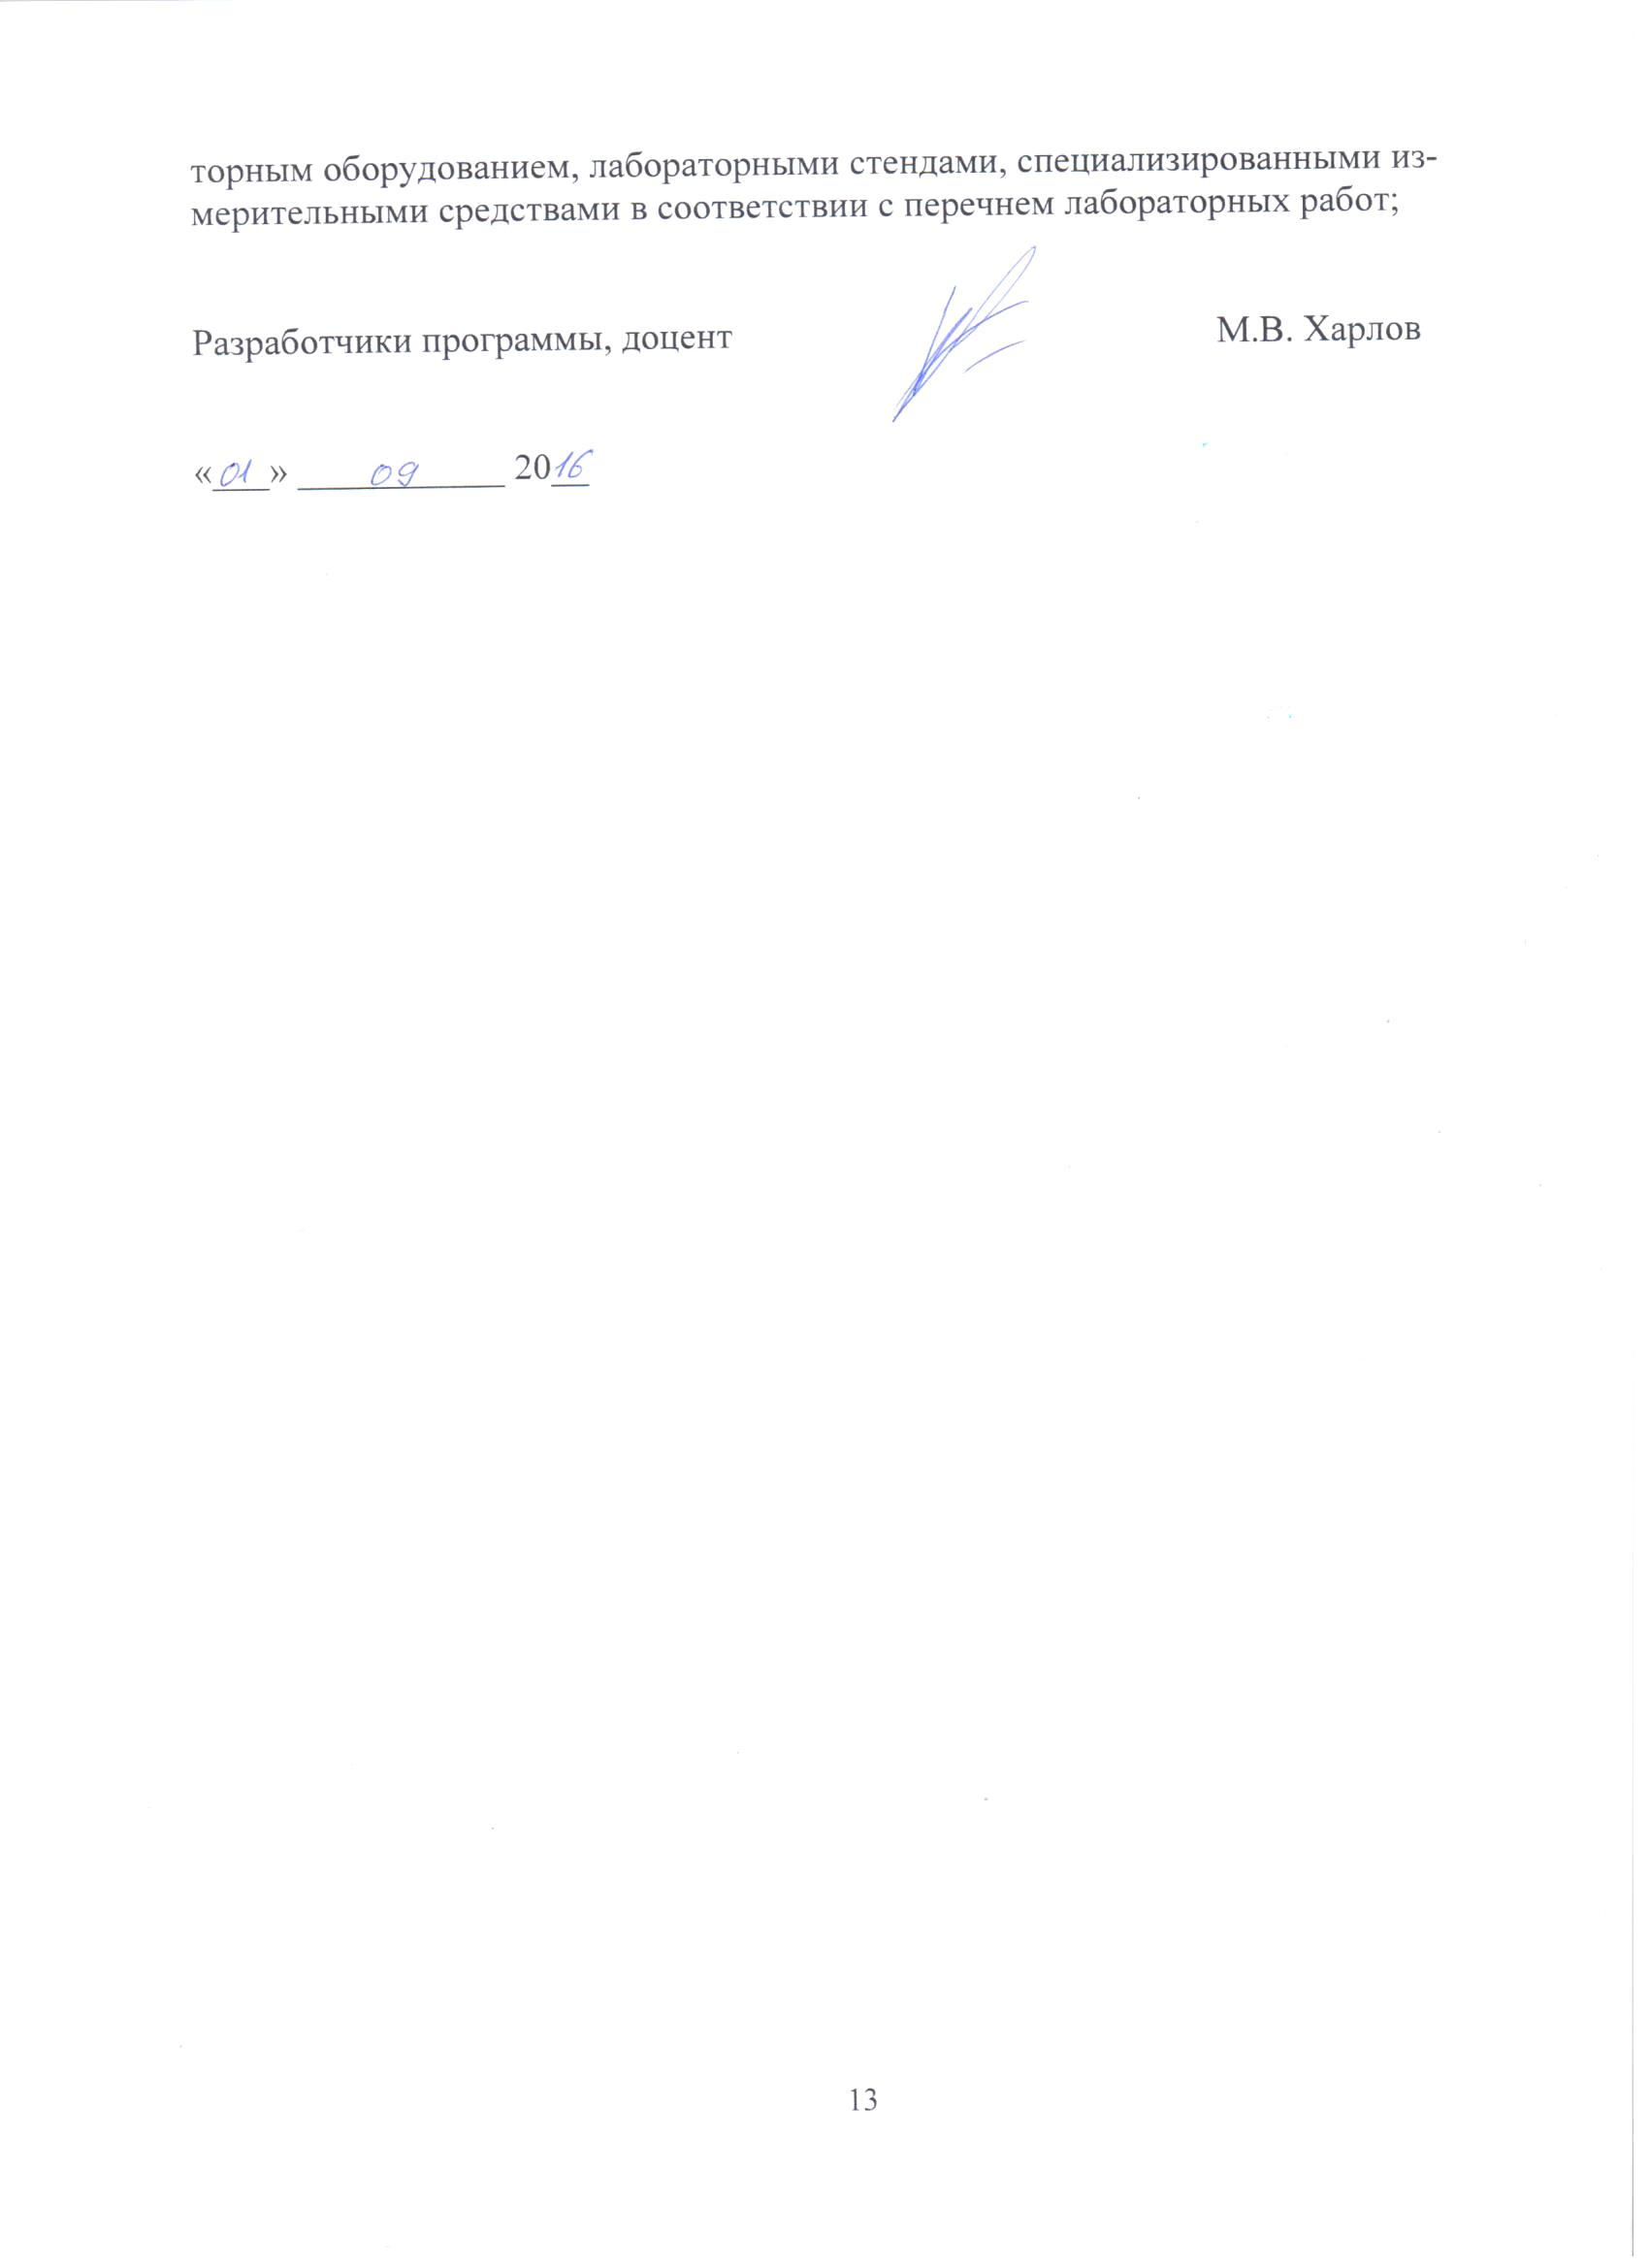 торным оборудованием, лабораторными стендами, специализированными из-
мерительными средствами в соответствии с перечнем лабораторных работ;
Разработчики программы, доцент М.В. Харлов
«01» 09 2016
13